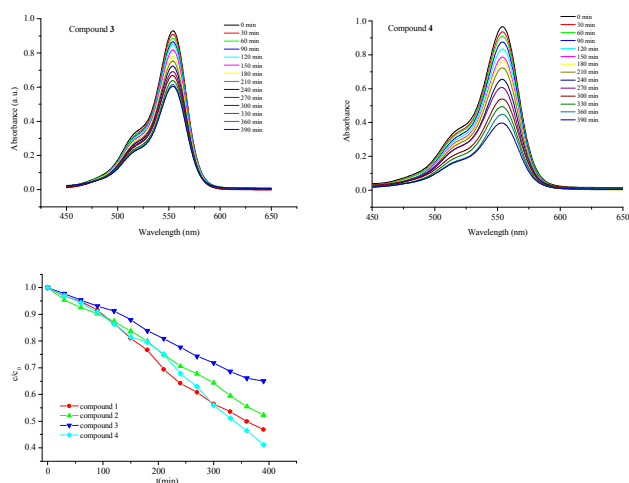 Compound 3
0 min
30 min
60 min
90 min
120 min
150 min
180 min
210 min
240 min
270 min
300 min
330 min
360 min
390 min
Absorbance (a.u.)
1.0
0.8
0.6
0.4
0.2
0.0
450
500
550
600
650
Wavelength (nm)
Compound 4
0 min
30 min
60 min
90 min
120 min
150 min
180 min
210 min
240 min
270 min
300 min
330 min
360 min
390 min
Absorbance
1.0
0.8
0.6
0.4
0.2
0.0
450
500
550
600
650
Wavelength (nm)
c/c₀
1.0
0.9
0.8
0.7
0.6
0.5
0.4
compound 1
compound 2
compound 3
compound 4
0
100
200
300
400
t(min)